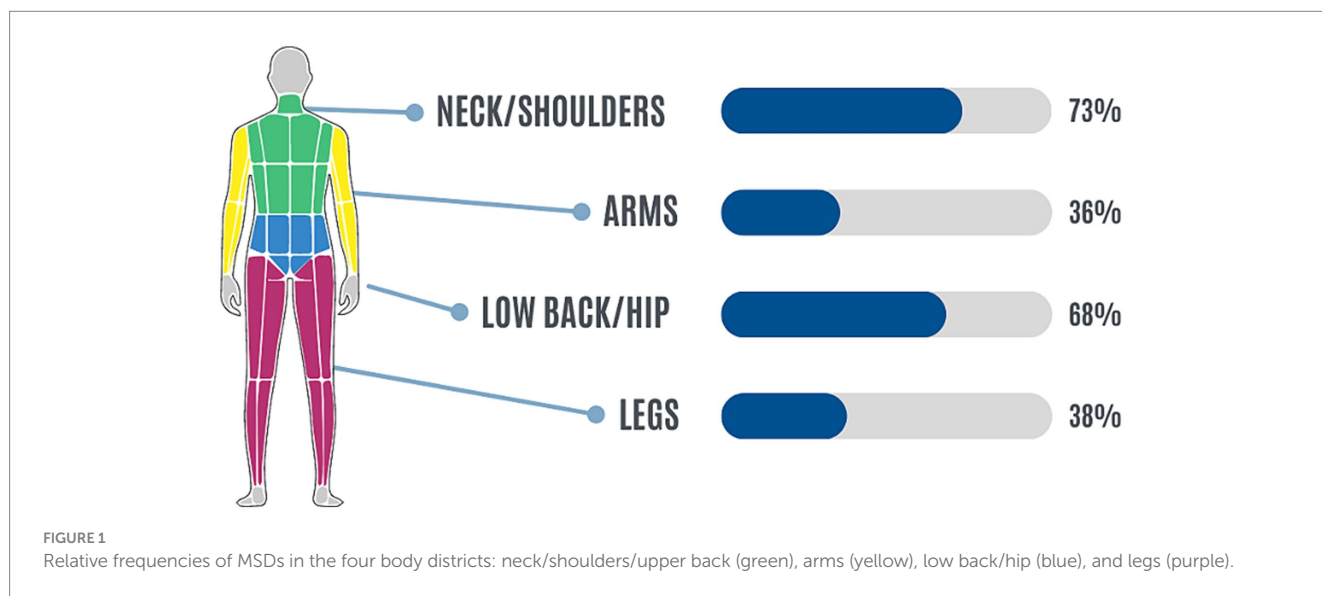 NECK/SHOULDERS 73%
ARMS 36%
LOW BACK/HIP 68%
LEGS 38%
FIGURE 1
Relative frequencies of MSDs in the four body districts: neck/shoulders/upper back (green), arms (yellow), low back/hip (blue), and legs (purple).